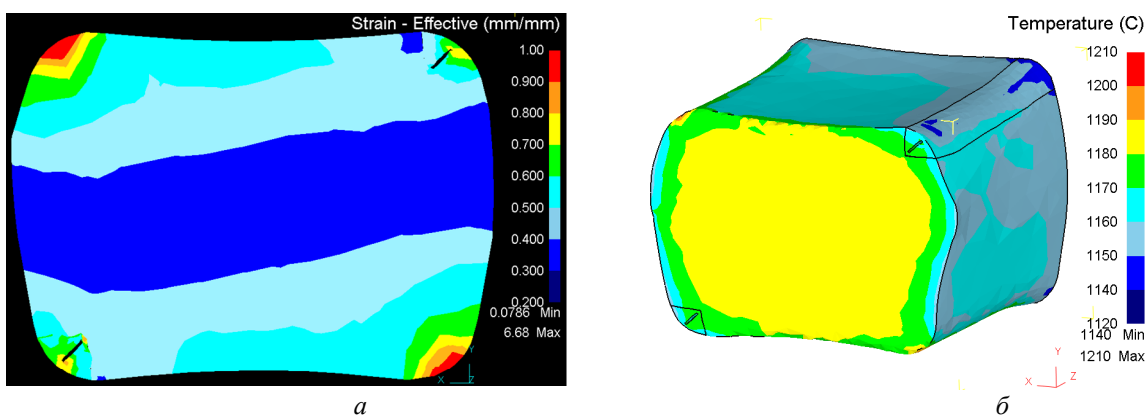 Strain - Effective (mm/mm)
1.00
0.900
0.800
0.700
0.600
0.500
0.400
0.300
0.200
0.0786 Min
6.68 Max
Y
X Z
а
Temperature (C)
1210
1200
1190
1180
1170
1160
1150
1140
1130
1120
1140 Min
1210 Max
Y
X Z
б